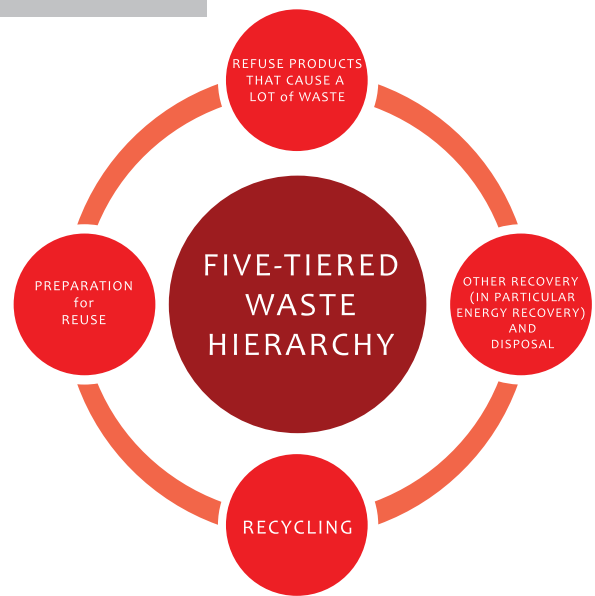 REFUSE PRODUCTS
THAT CAUSE A
LOT of WASTE
FIVE-TIERED
WASTE
HIERARCHY
PREPARATION
for
REUSE
OTHER RECOVERY
(IN PARTICULAR
ENERGY RECOVERY)
AND
DISPOSAL
RECYCLING